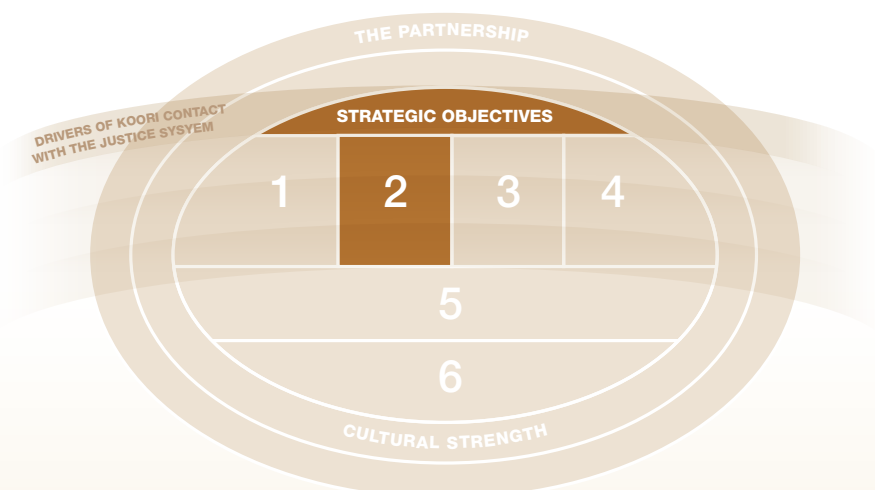 THE PARTNERSHIP
DRIVERS OF KOORI CONTACT
WITH THE JUSTICE SYSYEM
STRATEGIC OBJECTIVES
1 2 3 4
5
6
CULTURAL STRENGTH